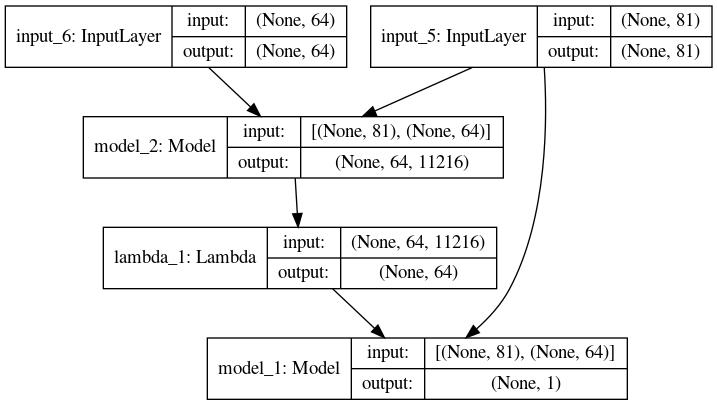 input_6: InputLayer
input: (None, 64)
output: (None, 64)
input_5: InputLayer
input: (None, 81)
output: (None, 81)
model_2: Model
input: [(None, 81), (None, 64)]
output: (None, 64, 11216)
lambda_1: Lambda
input: (None, 64, 11216)
output: (None, 64)
model_1: Model
input: [(None, 81), (None, 64)]
output: (None, 1)